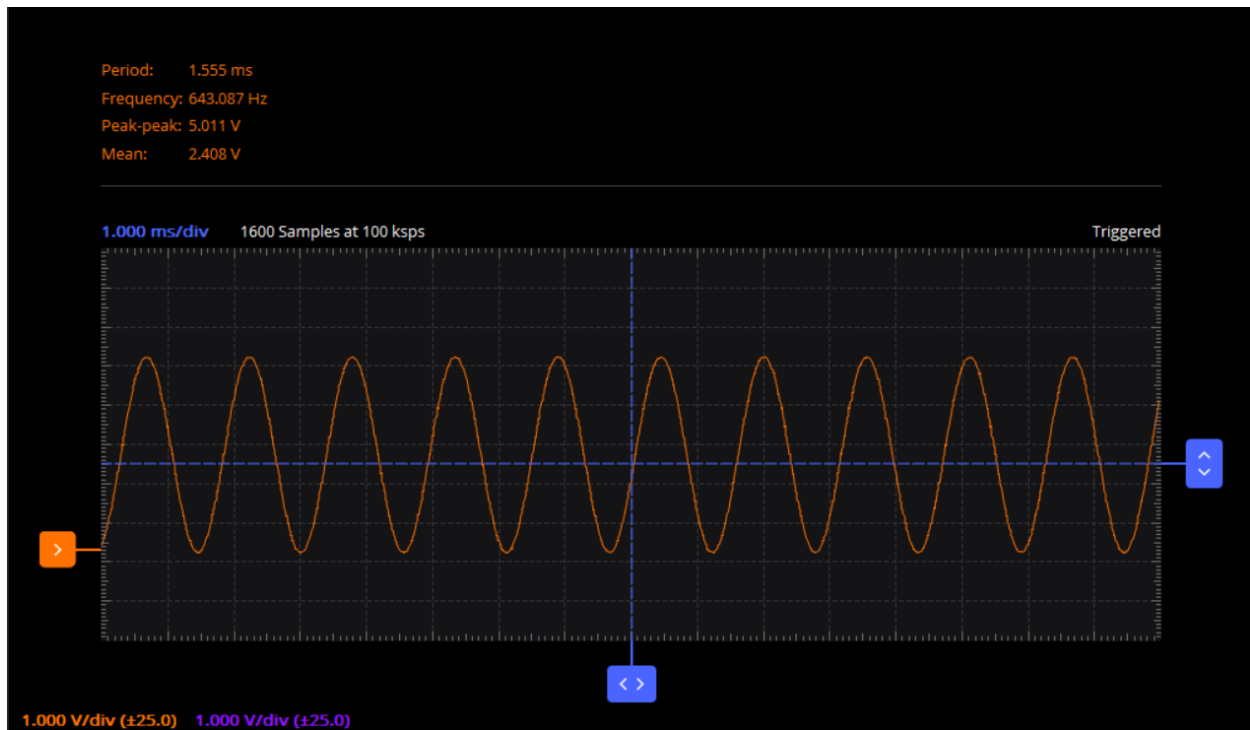 Period: 1.555 ms
Frequency: 643.087 Hz
Peak-peak: 5.011 V
Mean: 2.408 V
1.000 ms/div 1600 Samples at 100 ksps Triggered
1.000 V/div (±25.0) 1.000 V/div (±25.0)